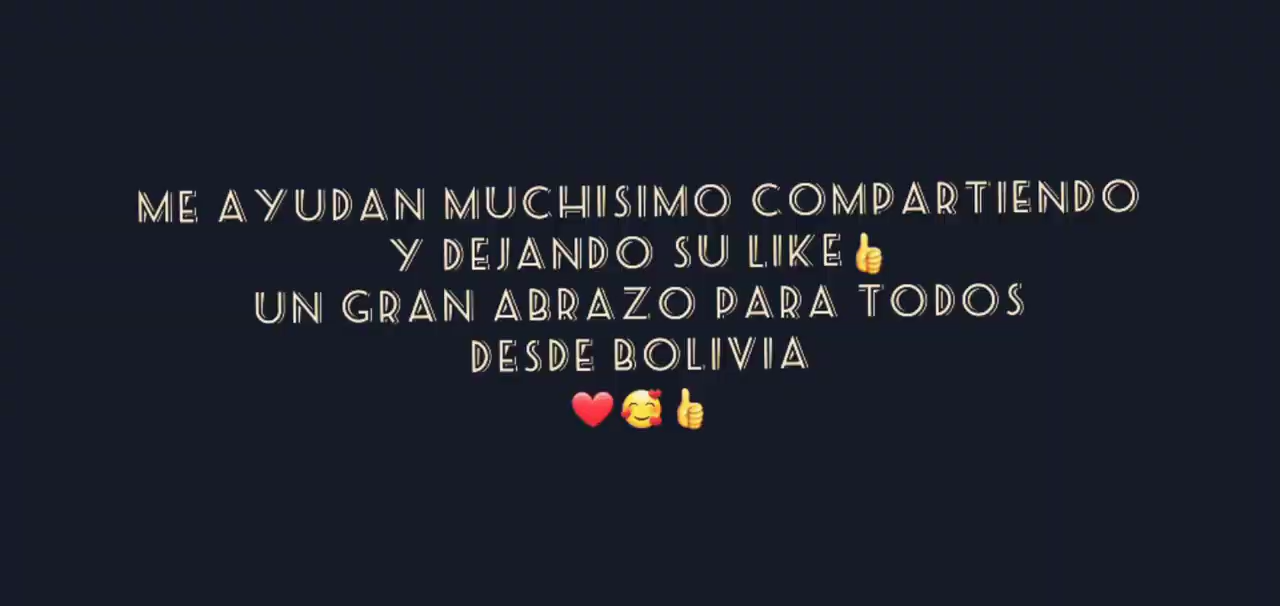 ME AYUDAN MUCHISIMO COMPARTIENDO
Y DEJANDO SU LIKE👍
UN GRAN ABRAZO PARA TODOS
DESDE BOLIVIA
❤️🥰👍